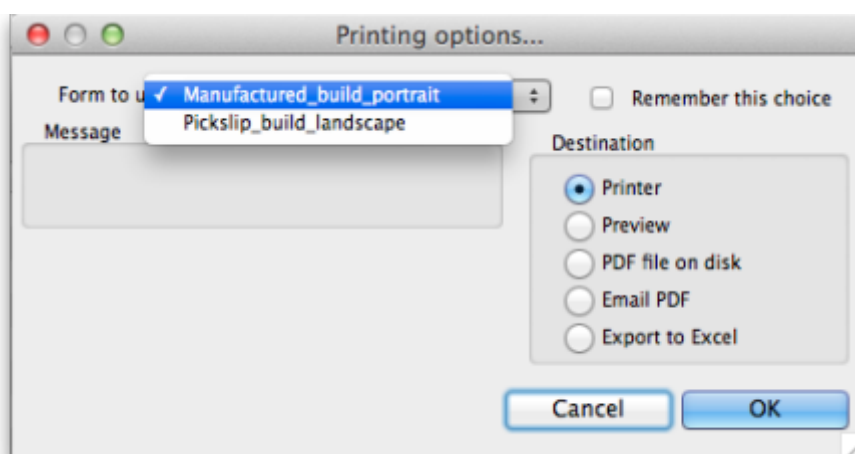 Printing options...
Form to u ✓ Manufactured_build_portrait
Remember this choice
Pickslip_build_landscape
Message
Destination
Printer
Preview
PDF file on disk
Email PDF
Export to Excel
Cancel
OK